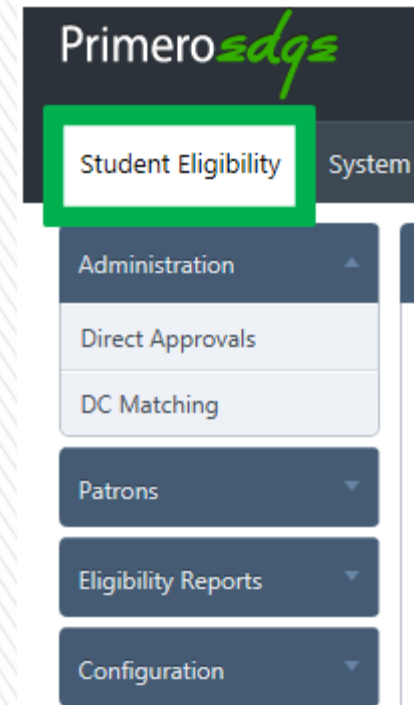 Primeroedge
Student Eligibility System
Administration
Direct Approvals
DC Matching
Patrons
Eligibility Reports
Configuration